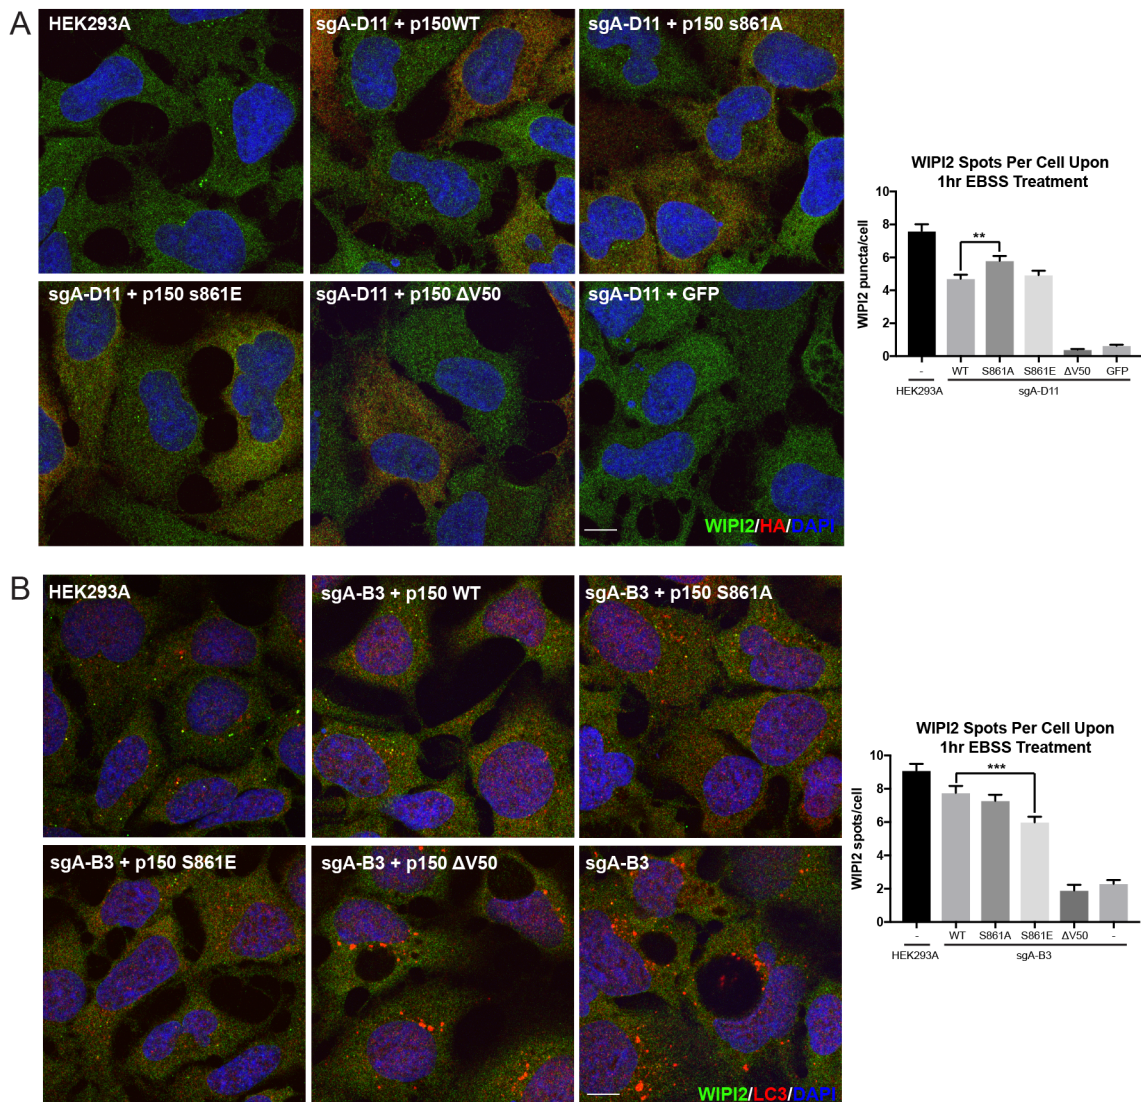 A
HEK293A
sgA-D11 + p150WT
sgA-D11 + p150 s861A
sgA-D11 + p150 s861E
sgA-D11 + p150 ΔV50
sgA-D11 + GFP
WIPI2/HA/DAPI
WIPI2 Spots Per Cell Upon
1hr EBSS Treatment
WIPI2 puncta/cell
10
8
6
4
2
0
**
- WT S861A S861E ΔV50 GFP
HEK293A sgA-D11
B
HEK293A
sgA-B3 + p150 WT
sgA-B3 + p150 S861A
sgA-B3 + p150 S861E
sgA-B3 + p150 ΔV50
sgA-B3
WIPI2/LC3/DAPI
WIPI2 Spots Per Cell Upon
1hr EBSS Treatment
WIPI2 spots/cell
10
8
6
4
2
0
***
- WT S861A S861E ΔV50 -
HEK293A sgA-B3